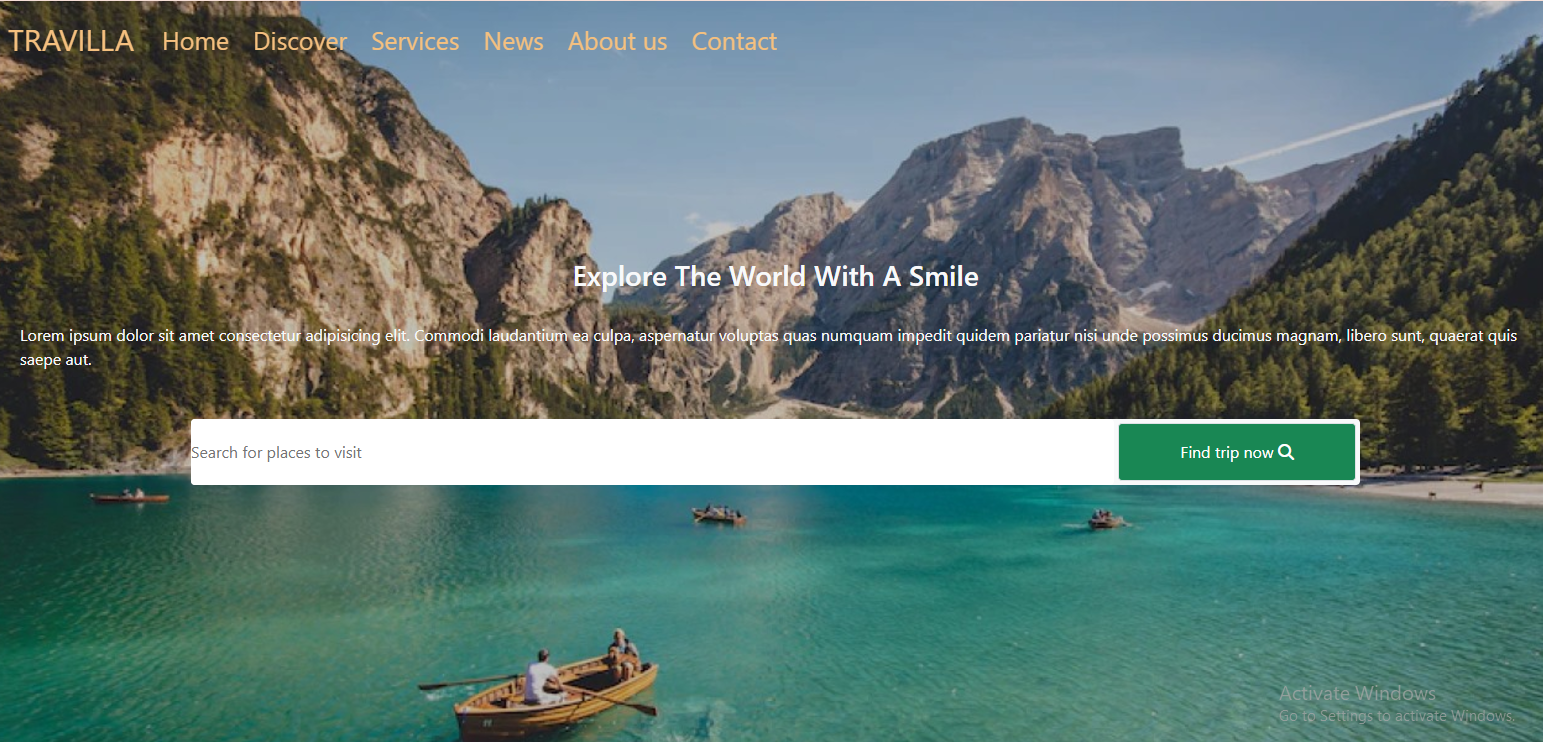 TRAVILLA Home Discover Services News About us Contact
Explore The World With A Smile
Lorem ipsum dolor sit amet consectetur adipisicing elit. Commodi laudantium ea culpa, aspernatur voluptas quas numquam impedit quidem pariatur nisi unde possimus ducimus magnam, libero sunt, quaerat quis
saepe aut.
Search for places to visit Find trip now
Activate Windows
Go to Settings to activate Windows.